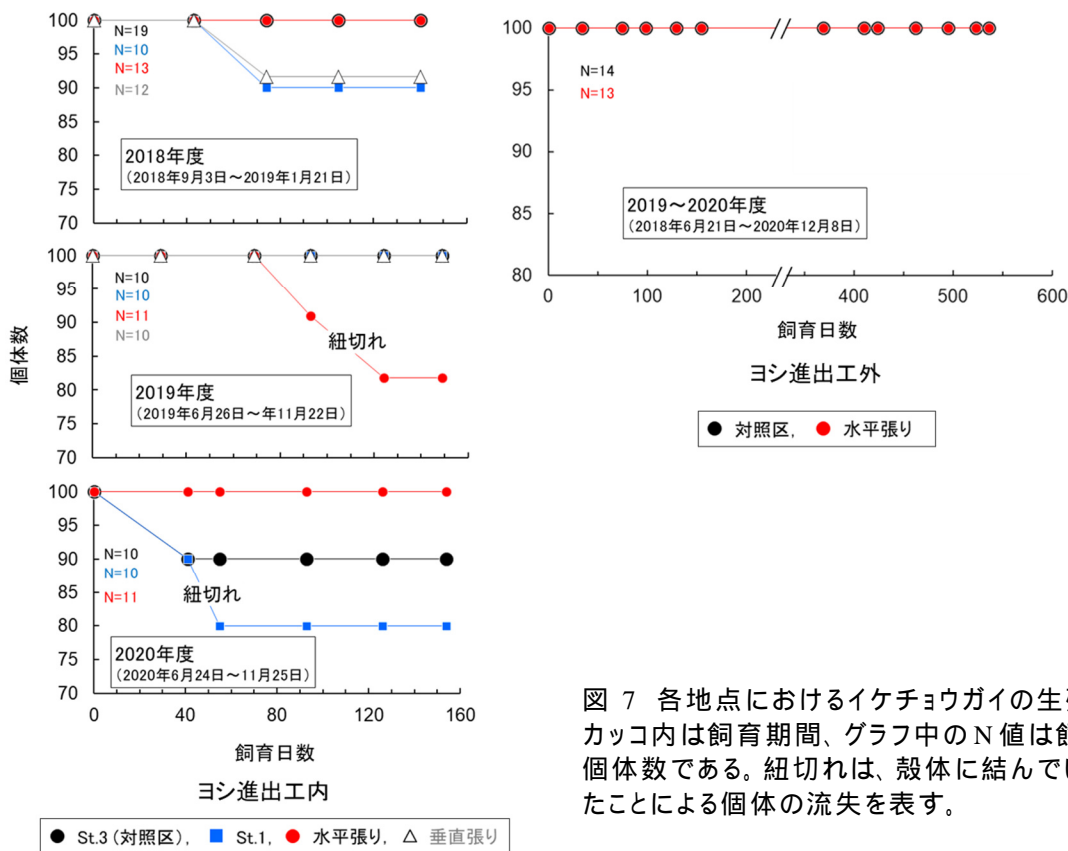 個体数
100
95
90
85
80
75
70
N=19
N=10
N=13
N=12
2018年度
(2018年9月3日～2019年1月21日)
100
95
90
85
80
75
70
N=10
N=10
N=11
N=10
紐切れ
2019年度
(2019年6月26日～年11月22日)
100
95
90
85
80
75
70
N=10
N=10
N=11
紐切れ
2020年度
(2020年6月24日～11月25日)
0 40 80 120 160
飼育日数
ヨシ進出工内
● St.3 (対照区), ■ St.1, ● 水平張り, △ 垂直張り
100
95
90
85
80
N=14
N=13
2019～2020年度
(2018年6月21日～2020年12月8日)
0 100 200 400 500 600
飼育日数
ヨシ進出工外
● 対照区, ● 水平張り
図 7 各地点におけるイケチョウガイの生
カッコ内は飼育期間、グラフ中のN値は
個体数である。紐切れは、殻体に結んで
たことによる個体の流失を表す。